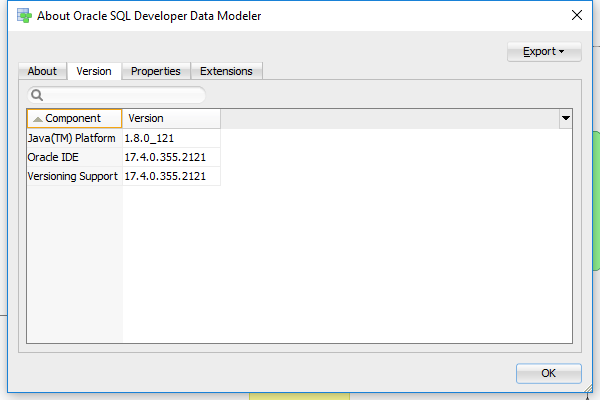 About Oracle SQL Developer Data Modeler
Export
About Version Properties Extensions
Component Version
Java(TM) Platform 1.8.0_121
Oracle IDE 17.4.0.355.2121
Versioning Support 17.4.0.355.2121
OK